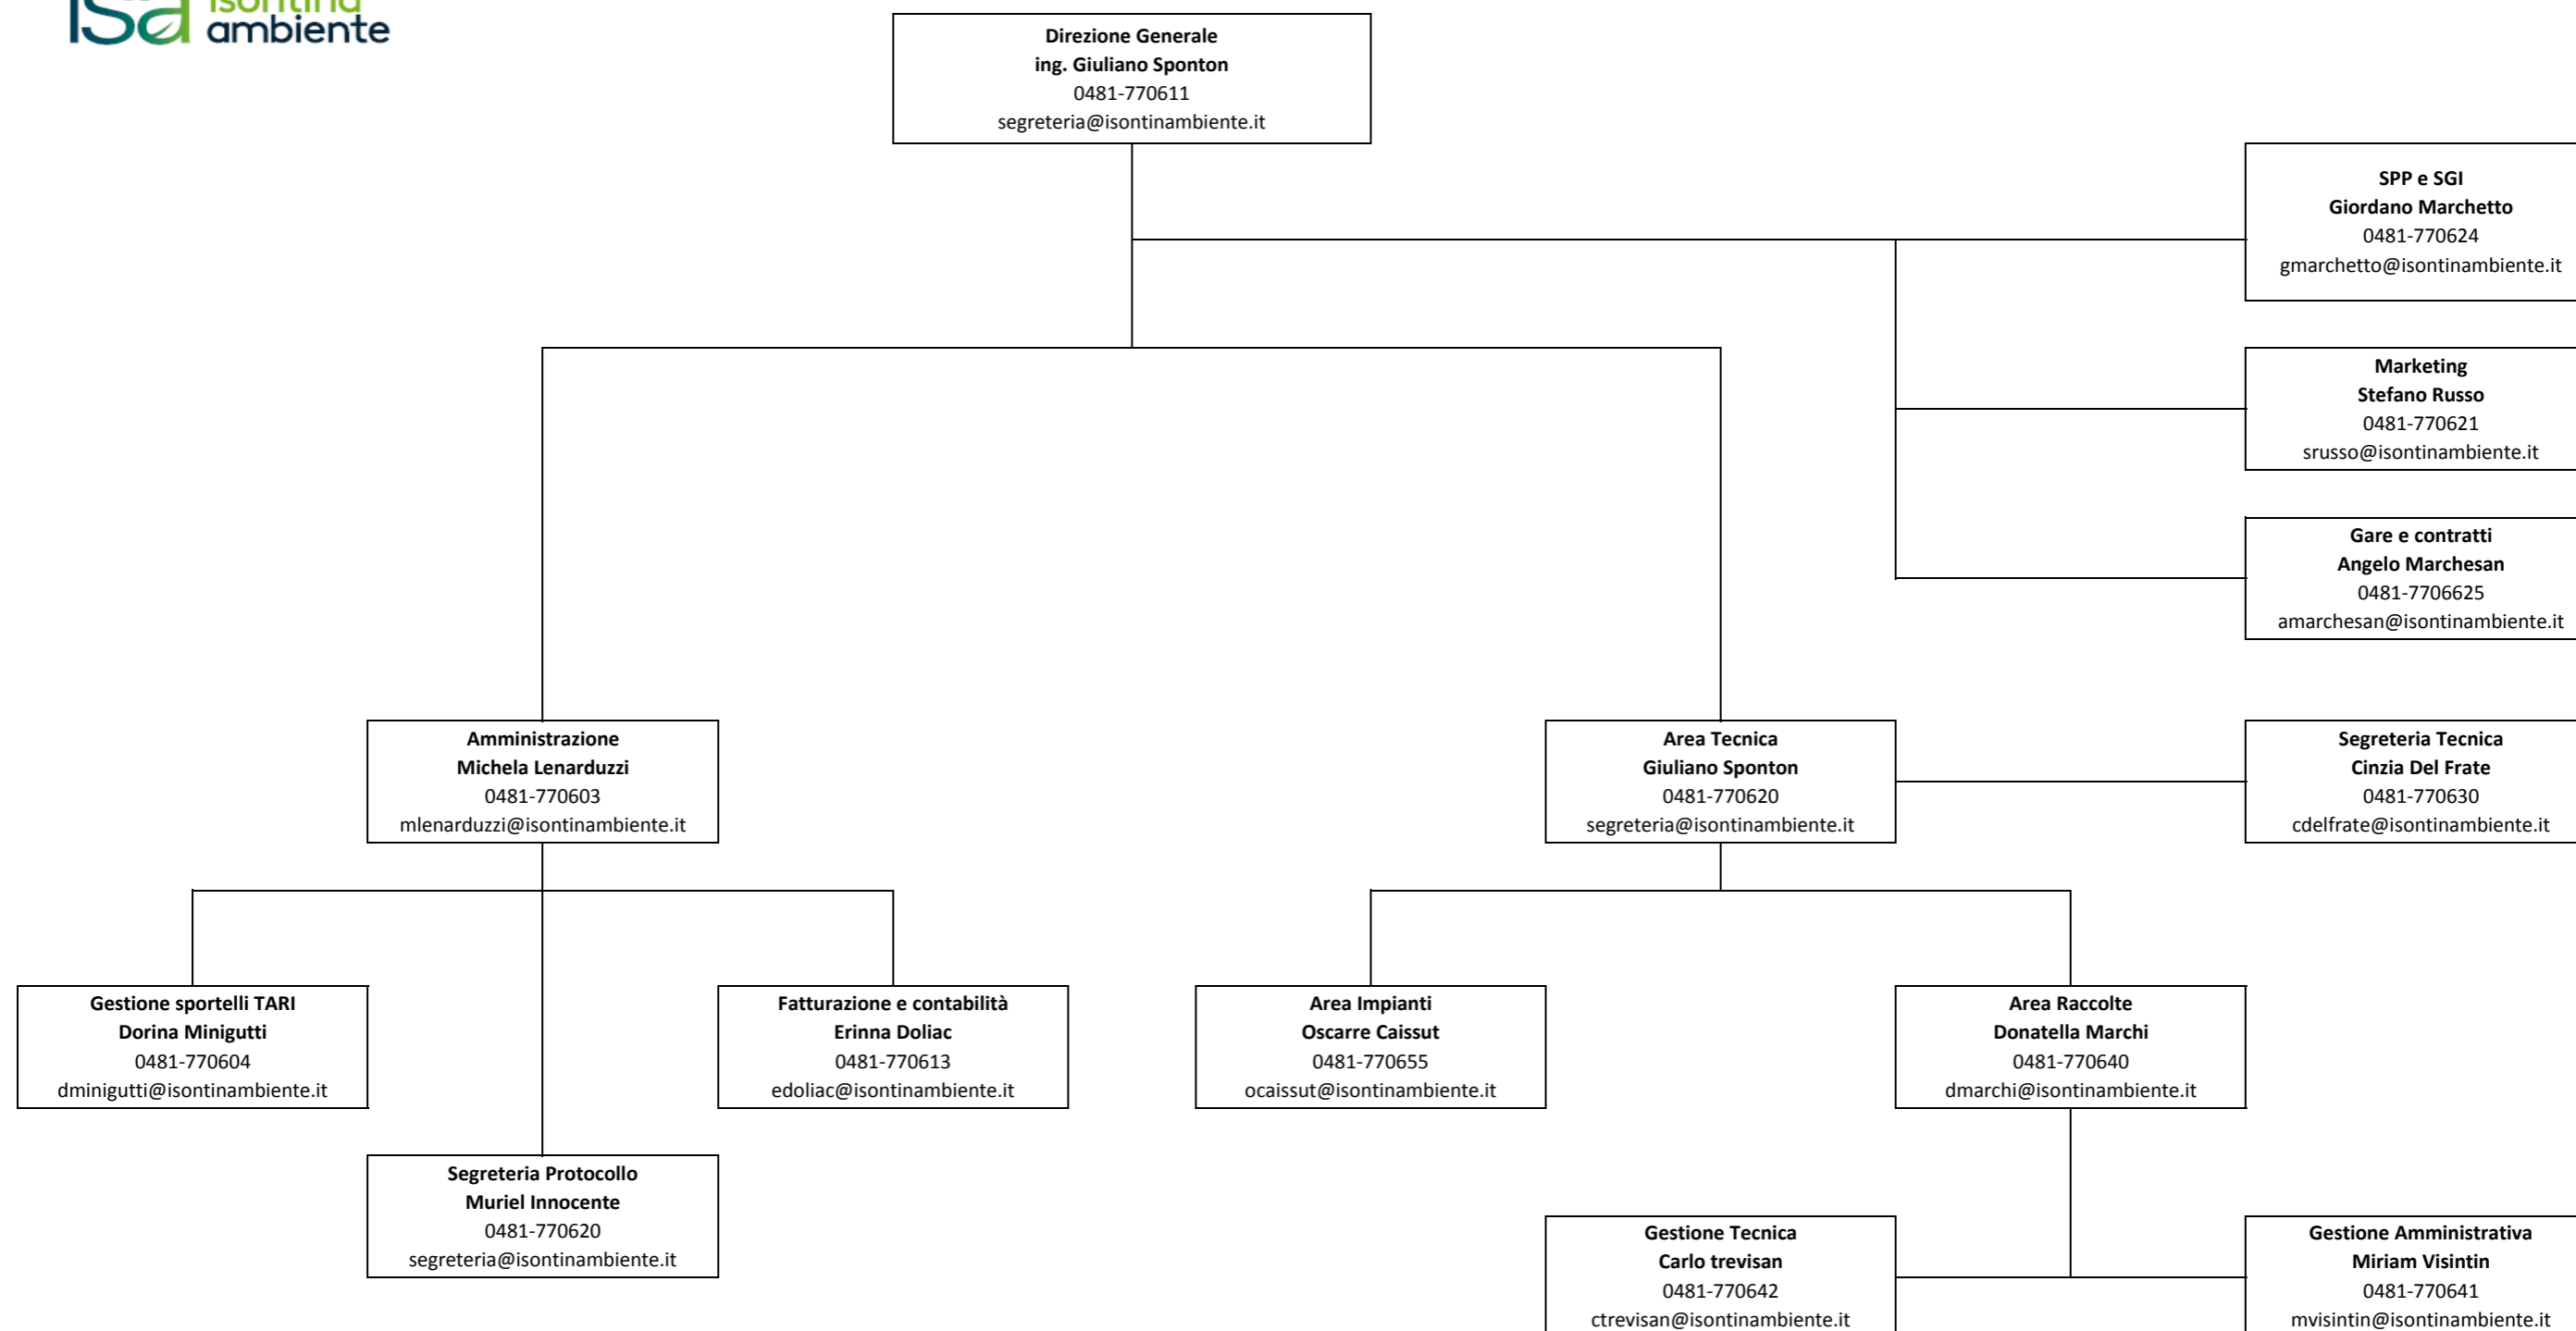 isa isontina
ambiente
Direzione Generale
ing. Giuliano Sponton
0481-770611
segreteria@isontinambiente.it
SPP e SGI
Giordano Marchetto
0481-770624
gmarchetto@isontinambiente.it
Marketing
Stefano Russo
0481-770621
srusso@isontinambiente.it
Gare e contratti
Angelo Marchesan
0481-7706625
amarchesan@isontinambiente.it
Amministrazione
Michela Lenarduzzi
0481-770603
mlenarduzzi@isontinambiente.it
Area Tecnica
Giuliano Sponton
0481-770620
segreteria@isontinambiente.it
Segreteria Tecnica
Cinzia Del Frate
0481-770630
cdelfrate@isontinambiente.it
Gestione sportelli TARI
Dorina Minigutti
0481-770604
dminigutti@isontinambiente.it
Fatturazione e contabilità
Erinna Doliac
0481-770613
edoliac@isontinambiente.it
Area Impianti
Oscarre Caissut
0481-770655
ocaissut@isontinambiente.it
Area Raccolte
Donatella Marchi
0481-770640
dmarchi@isontinambiente.it
Segreteria Protocollo
Muriel Innocente
0481-770620
segreteria@isontinambiente.it
Gestione Tecnica
Carlo trevisan
0481-770642
ctrevisan@isontinambiente.it
Gestione Amministrativa
Miriam Visintin
0481-770641
mvisintin@isontinambiente.it